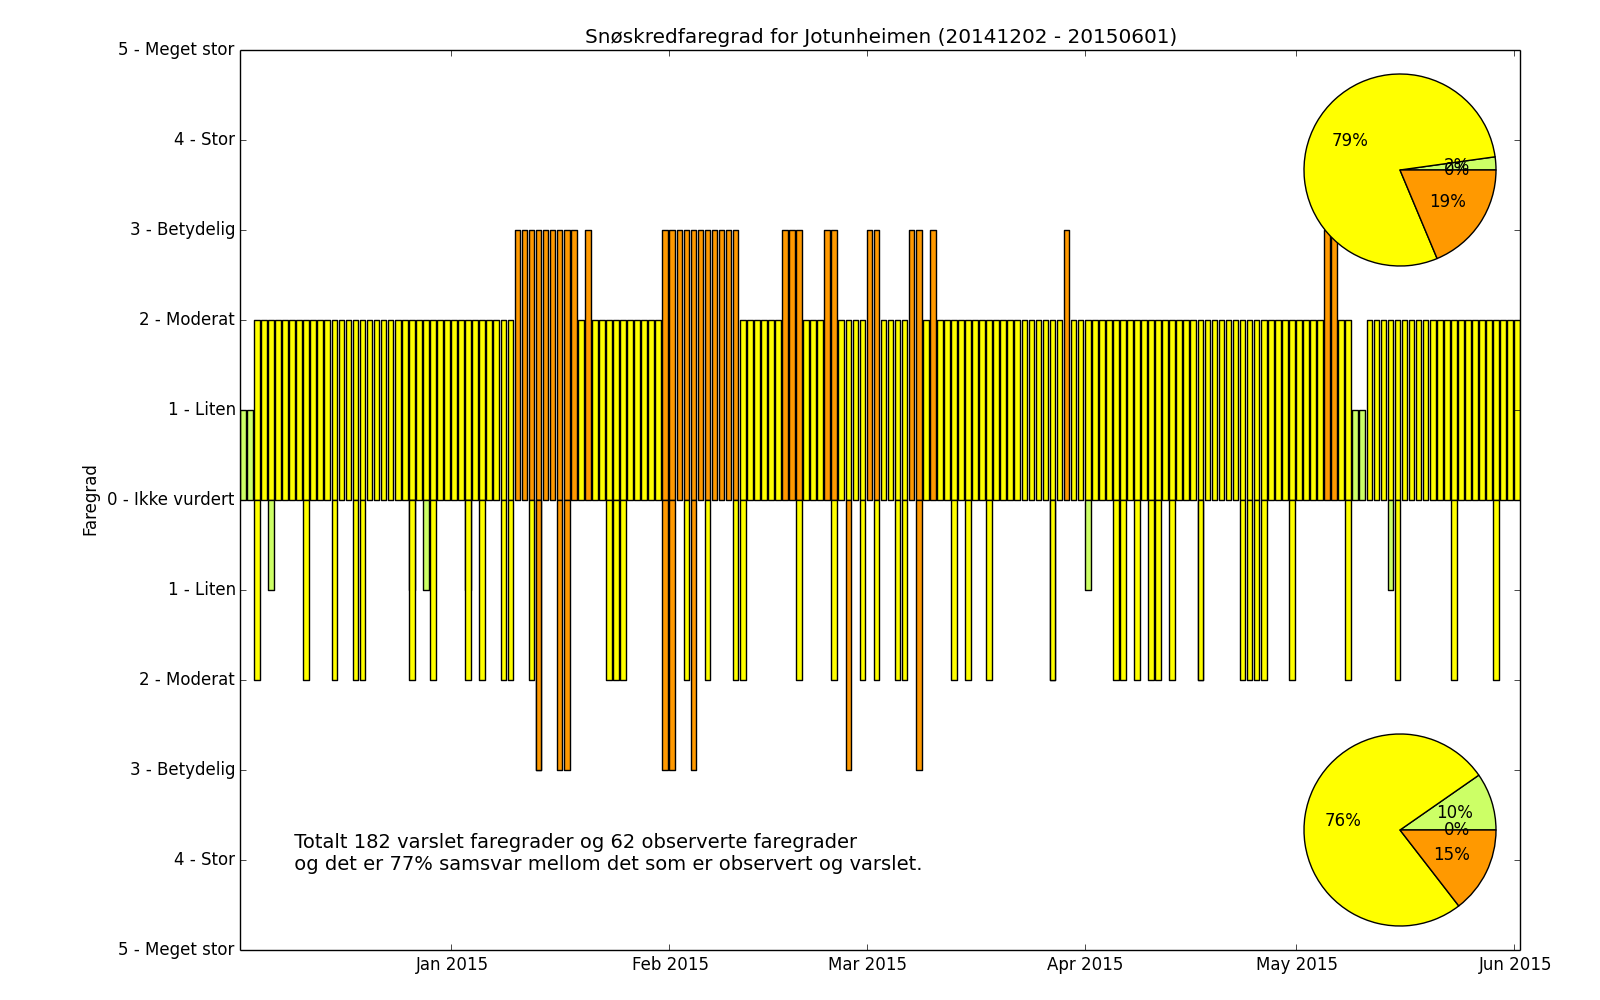 Snøskredfaregrad for Jotunheimen (20141202 - 20150601)
5 - Meget stor
4 - Stor
3 - Betydelig
2 - Moderat
1 - Liten
0 - Ikke vurdert
1 - Liten
2 - Moderat
3 - Betydelig
4 - Stor
5 - Meget stor
Faregrad
79%
2%
0%
19%
76%
10%
0%
15%
Totalt 182 varslet faregrader og 62 observerte faregrader
og det er 77% samsvar mellom det som er observert og varslet.
Jan 2015
Feb 2015
Mar 2015
Apr 2015
May 2015
Jun 2015